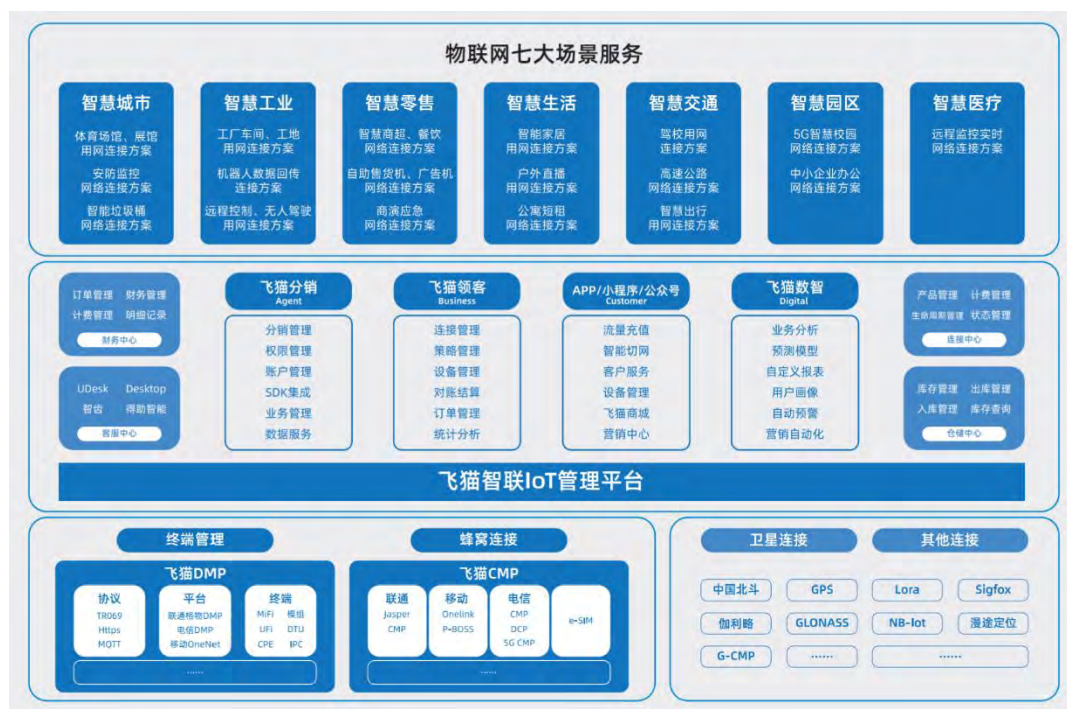 物联网七大场景服务
智慧城市
体育场馆、展馆
用网连接方案
安防监控
网络连接方案
智能垃圾桶
网络连接方案
智慧工业
工厂车间、工地
用网连接方案
机器人数据回传
连接方案
远程控制、无人驾驶
用网连接方案
智慧零售
智慧商超、餐饮
网络连接方案
自助售货机、广告机
网络连接方案
商演应急
网络连接方案
智慧生活
智能家居
用网连接方案
户外直播
用网连接方案
公寓短租
网络连接方案
智慧交通
驾校用网
连接方案
高速公路
网络连接方案
智慧出行
用网连接方案
智慧园区
5G智慧校园
网络连接方案
中小企业办公
网络连接方案
智慧医疗
远程监控实时
网络连接方案
订单管理 财务管理
计费管理 明细记录
财务中心
UDesk Desktop
智齿 得助智能
客服中心
飞猫分销
Agent
分销管理
权限管理
账户管理
SDK集成
业务管理
数据服务
飞猫领客
Business
连接管理
策略管理
设备管理
对账结算
订单管理
统计分析
APP/小程序/公众号
Customer
流量充值
智能切网
客户服务
设备管理
飞猫商城
营销中心
飞猫数智
Digital
业务分析
预测模型
自定义报表
用户画像
自动预警
营销自动化
产品管理 计费管理
生命周期管理 状态管理
连接中心
库存管理 出库管理
入库管理 库存查询
仓储中心
飞猫智联IoT管理平台
终端管理
飞猫DMP
协议
TR069
Https
MQTT
平台
联通格物DMP
电信DMP
移动OneNet
终端
MiFi 模组
UFi DTU
CPE IPC
......
蜂窝连接
飞猫CMP
联通
Jasper
CMP
移动
Onelink
P-BOSS
电信
CMP
DCP
5G CMP
e-SIM
......
卫星连接
中国北斗 GPS
伽利略 GLONASS
G-CMP ......
其他连接
Lora Sigfox
NB-Iot 漫途定位
......